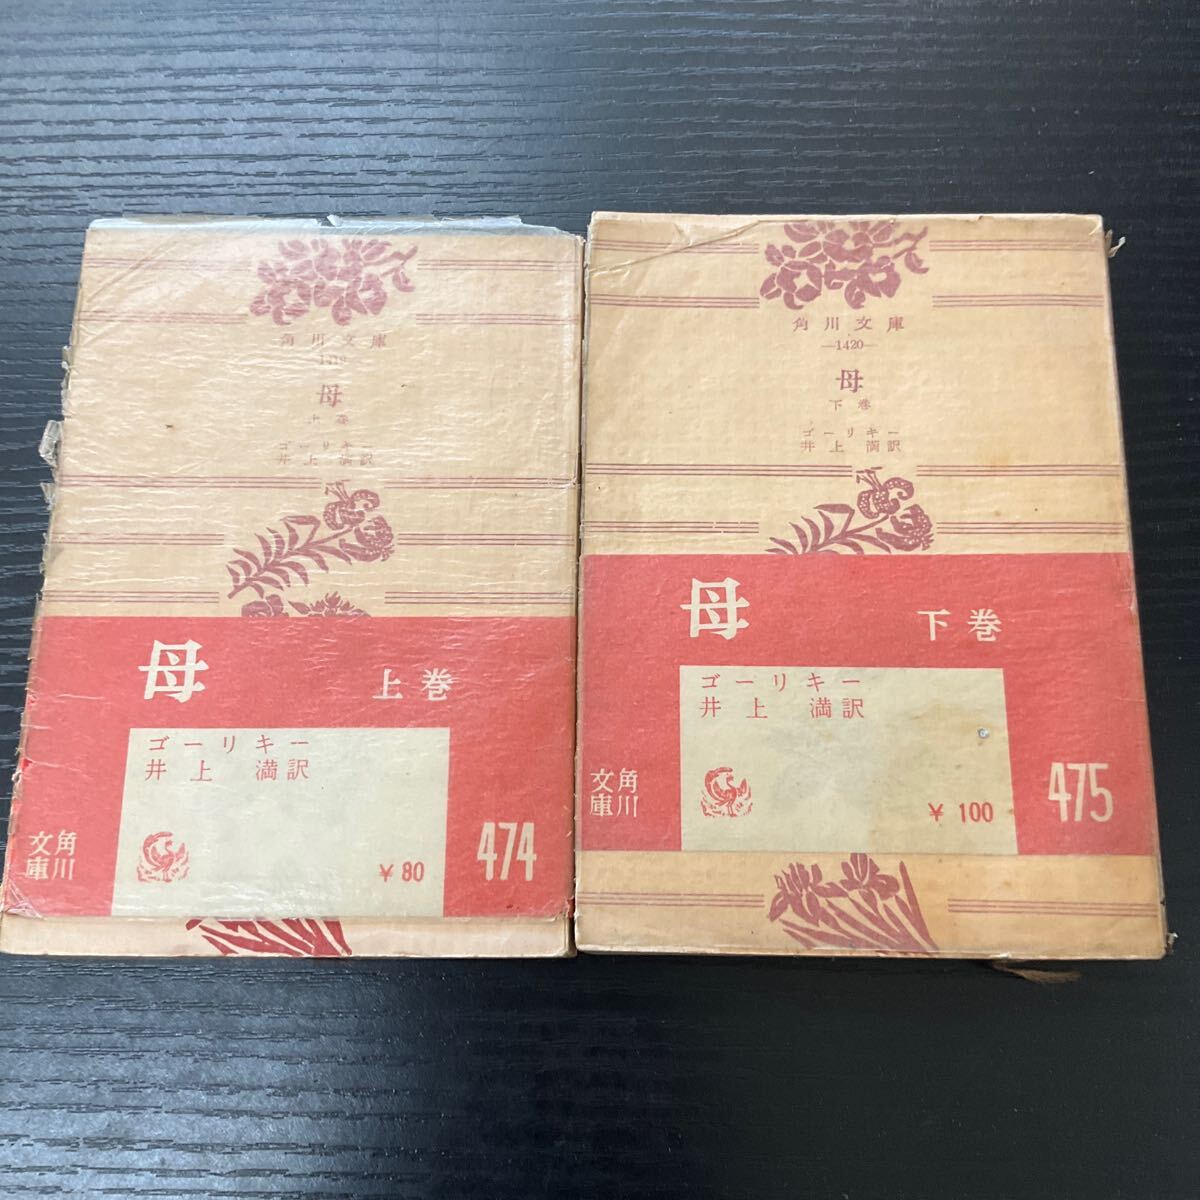 角川文庫
母
上巻
ゴーリキー
井上満訳
母 上巻
ゴーリキー
井上満訳
角川文庫
¥80
474
角川文庫
—1420—
母
下巻
ゴーリキー
井上満訳
母 下巻
ゴーリキー
井上満訳
角川文庫
¥100
475